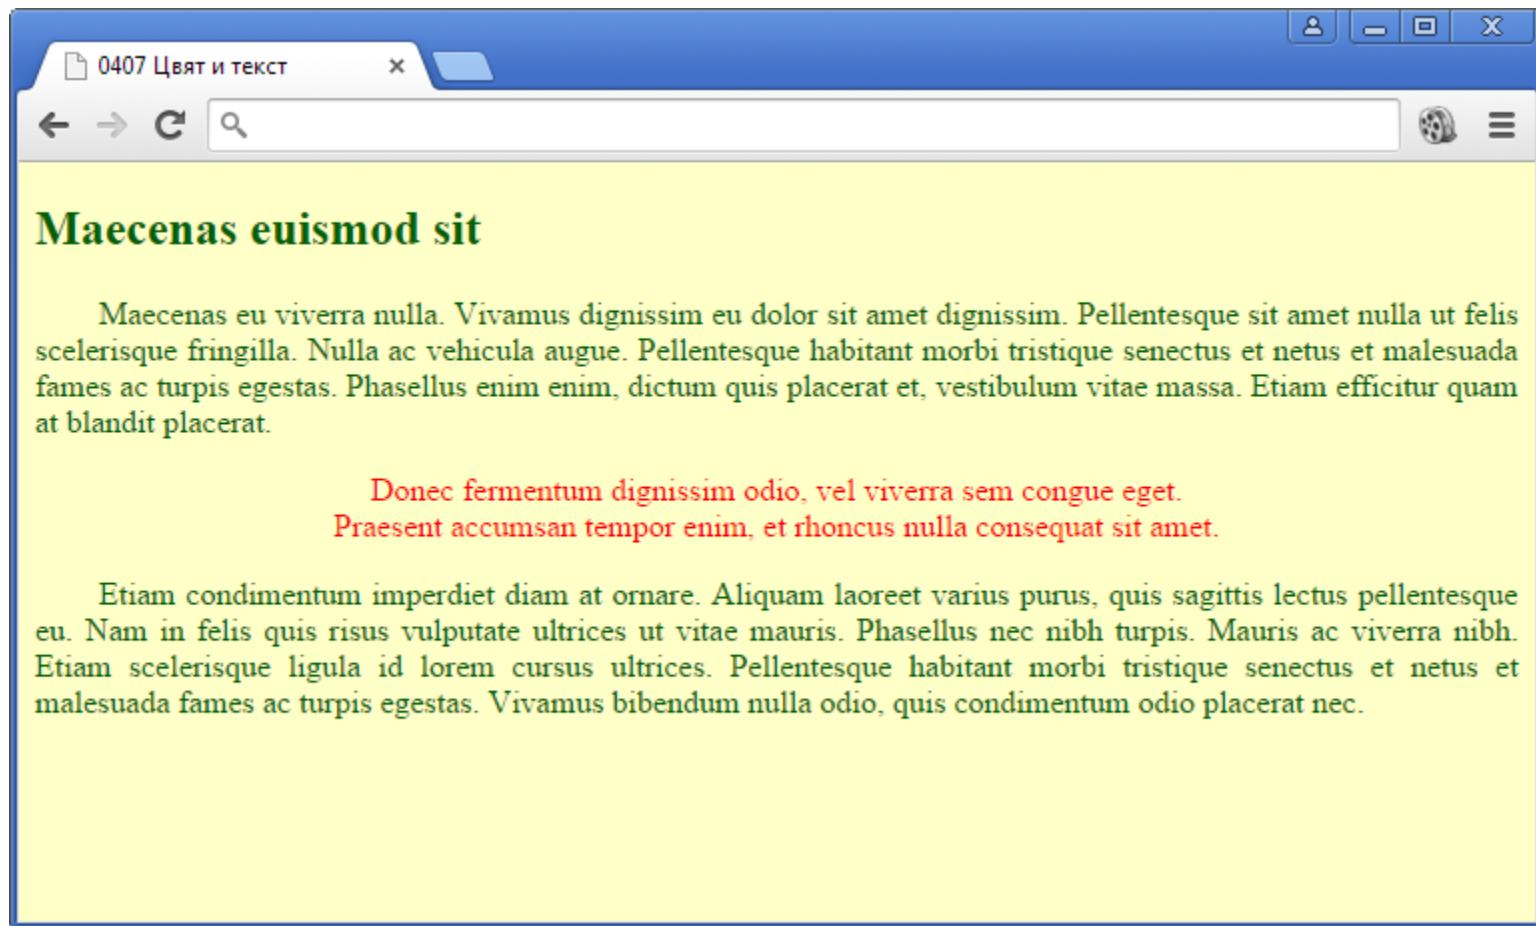 0407 Цвят и текст
Maecenas euismod sit
Maecenas eu viverra nulla. Vivamus dignissim eu dolor sit amet dignissim. Pellentesque sit amet nulla ut felis
scelerisque fringilla. Nulla ac vehicula augue. Pellentesque habitant morbi tristique senectus et netus et malesuada
fames ac turpis egestas. Phasellus enim enim, dictum quis placerat et, vestibulum vitae massa. Etiam efficitur quam
at blandit placerat.
Donec fermentum dignissim odio, vel viverra sem congue eget.
Praesent accumsan tempor enim, et rhoncus nulla consequat sit amet.
Etiam condimentum imperdiet diam at ornare. Aliquam laoreet varius purus, quis sagittis lectus pellentesque
eu. Nam in felis quis risus vulputate ultrices ut vitae mauris. Phasellus nec nibh turpis. Mauris ac viverra nibh.
Etiam scelerisque ligula id lorem cursus ultrices. Pellentesque habitant morbi tristique senectus et netus et
malesuada fames ac turpis egestas. Vivamus bibendum nulla odio, quis condimentum odio placerat nec.